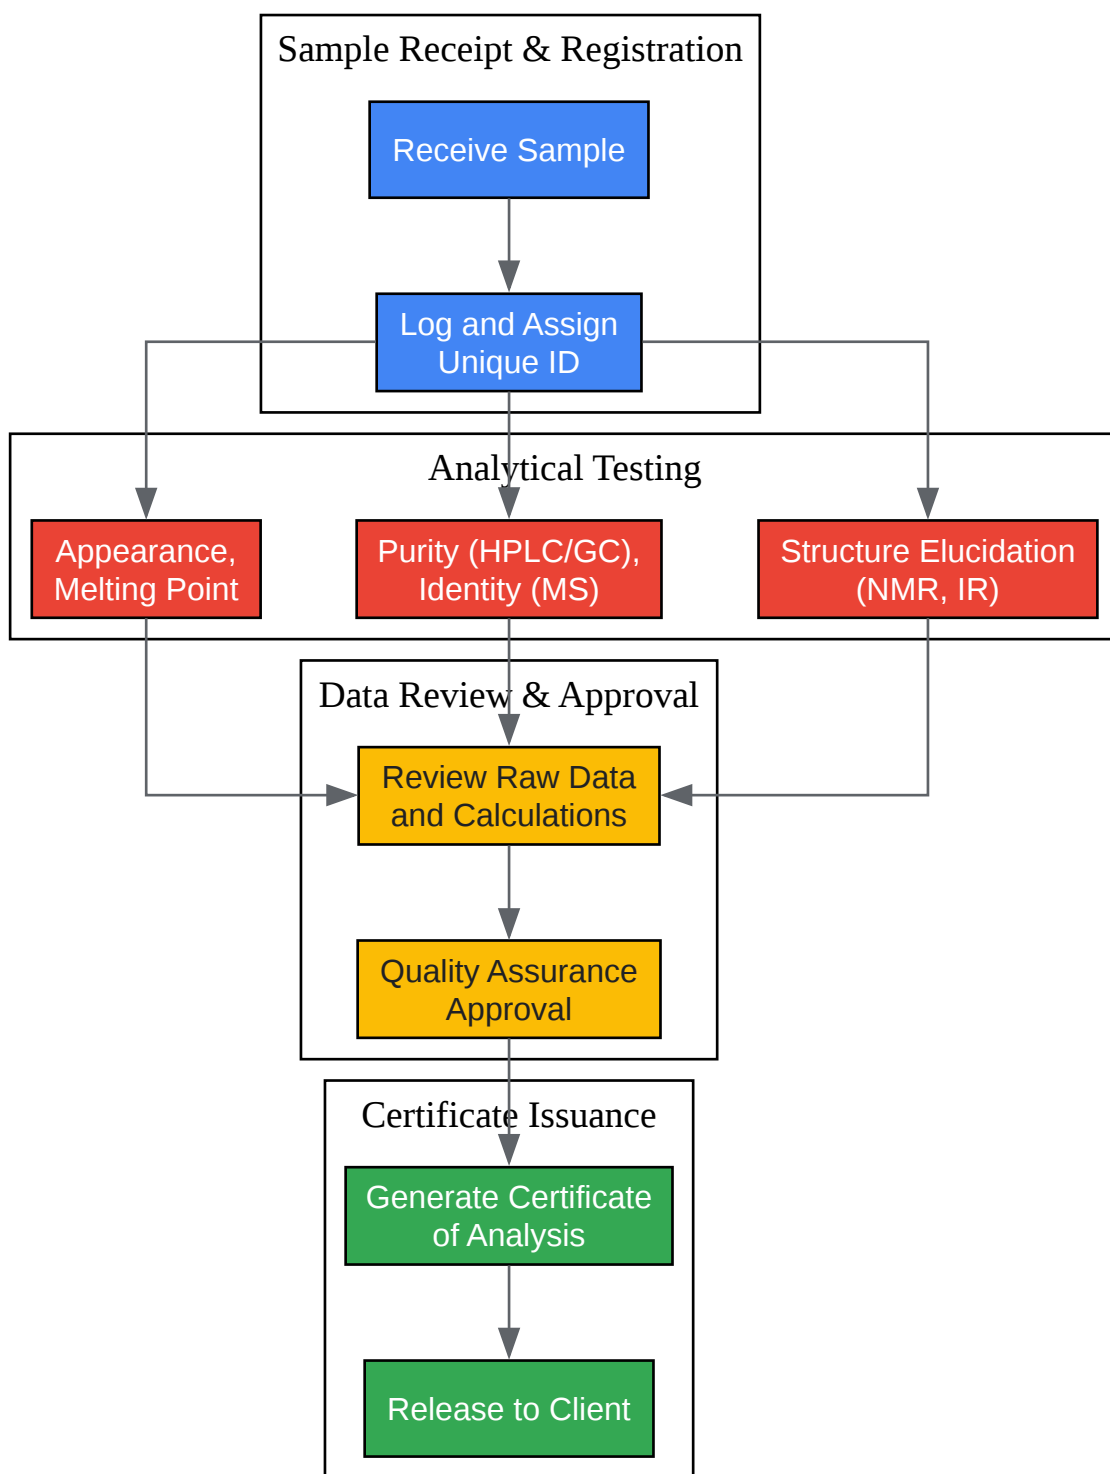 Sample Receipt & Registration
Receive Sample
Log and Assign
Unique ID
Analytical Testing
Appearance,
Melting Point
Purity (HPLC/GC),
Identity (MS)
Structure Elucidation
(NMR, IR)
Data Review & Approval
Review Raw Data
and Calculations
Quality Assurance
Approval
Certificate Issuance
Generate Certificate
of Analysis
Release to Client